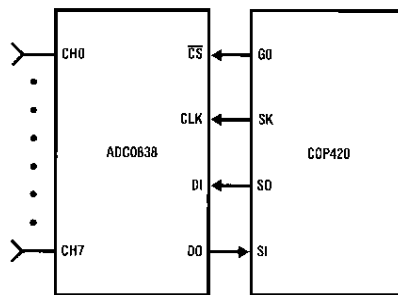 CH0 CS G0
CLK SK
ADC0838 COP420
DI SO
CH7 DO SI